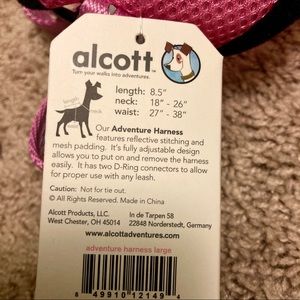 alcott™
Turn your walks into adventures.
length: 8.5"
neck: 18" - 26"
waist: 27" - 38"
length
neck
Our Adventure Harness
features reflective stitching and
mesh padding. It's fully adjustable design
allows you to put on and remove the harness
easily. It has two D-Ring connectors to allow
for proper use with any leash.
Caution: Not for tie out.
© All Rights Reserved. Made in China
Alcott Products, LLC.
West Chester, OH 45014
In de Tarpen 58
22848 Norderstedt, Germany
www.alcottadventures.com
adventure harness large
8 49910 12149 4